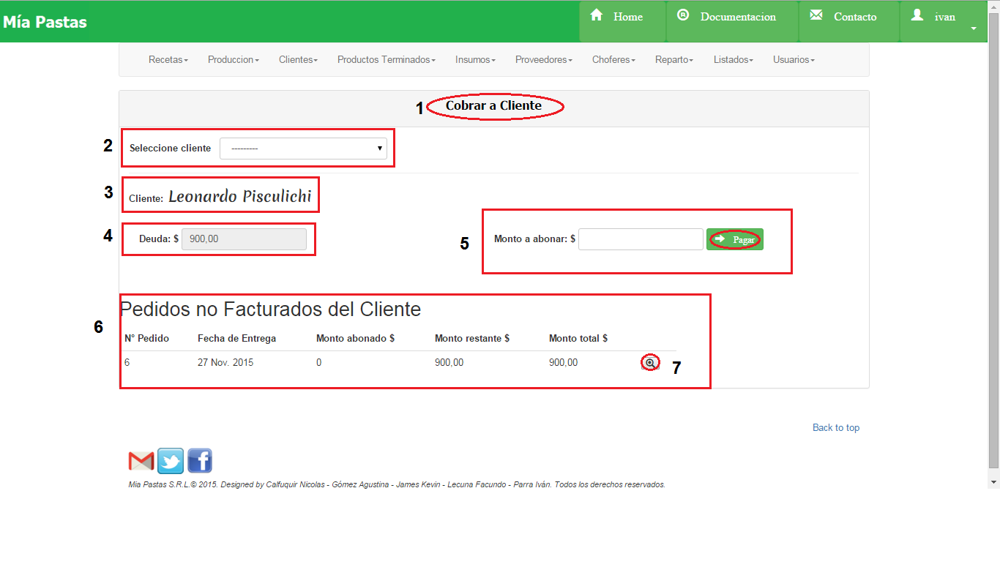 Mía Pastas
Home
Documentacion
Contacto
ivan
Recetas Produccion Clientes Productos Terminados Insumos Proveedores Choferes Reparto Listados Usuarios
1 Cobrar a Cliente
2 Seleccione cliente ---------
3 Cliente: Leonardo Pisculichi
4 Deuda: $ 900,00
5 Monto a abonar: $ Pagar
6 Pedidos no Facturados del Cliente
N° Pedido Fecha de Entrega Monto abonado $ Monto restante $ Monto total $
6 27 Nov. 2015 0 900,00 900,00 7
Back to top
Mia Pastas S.R.L.© 2015. Designed by Calfuquir Nicolas - Gómez Agustina - James Kevin - Lecuna Facundo - Parra Iván. Todos los derechos reservados.